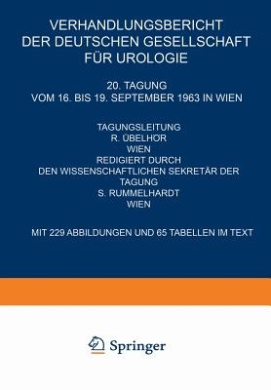 VERHANDLUNGSBERICHT
DER DEUTSCHEN GESELLSCHAFT
FÜR UROLOGIE
20. TAGUNG
VOM 16. BIS 19. SEPTEMBER 1963 IN WIEN
TAGUNGSLEITUNG
R. ÜBELHÖR
WIEN
REDIGIERT DURCH
DEN WISSENSCHAFTLICHEN SEKRETÄR DER
TAGUNG
S. RUMMELHARDT
WIEN
MIT 229 ABBILDUNGEN UND 65 TABELLEN IM TEXT
Springer